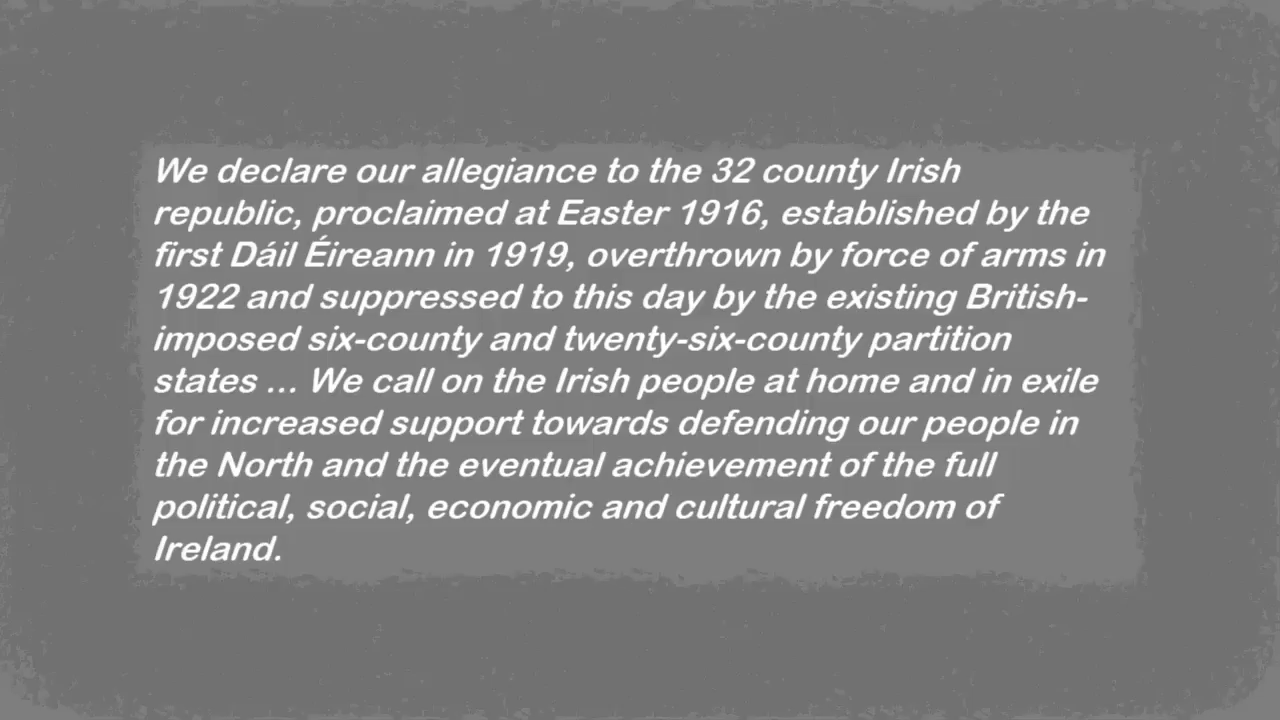 We declare our allegiance to the 32 county Irish
republic, proclaimed at Easter 1916, established by the
first Dáil Éireann in 1919, overthrown by force of arms in
1922 and suppressed to this day by the existing British-
imposed six-county and twenty-six-county partition
states ... We call on the Irish people at home and in exile
for increased support towards defending our people in
the North and the eventual achievement of the full
political, social, economic and cultural freedom of
Ireland.